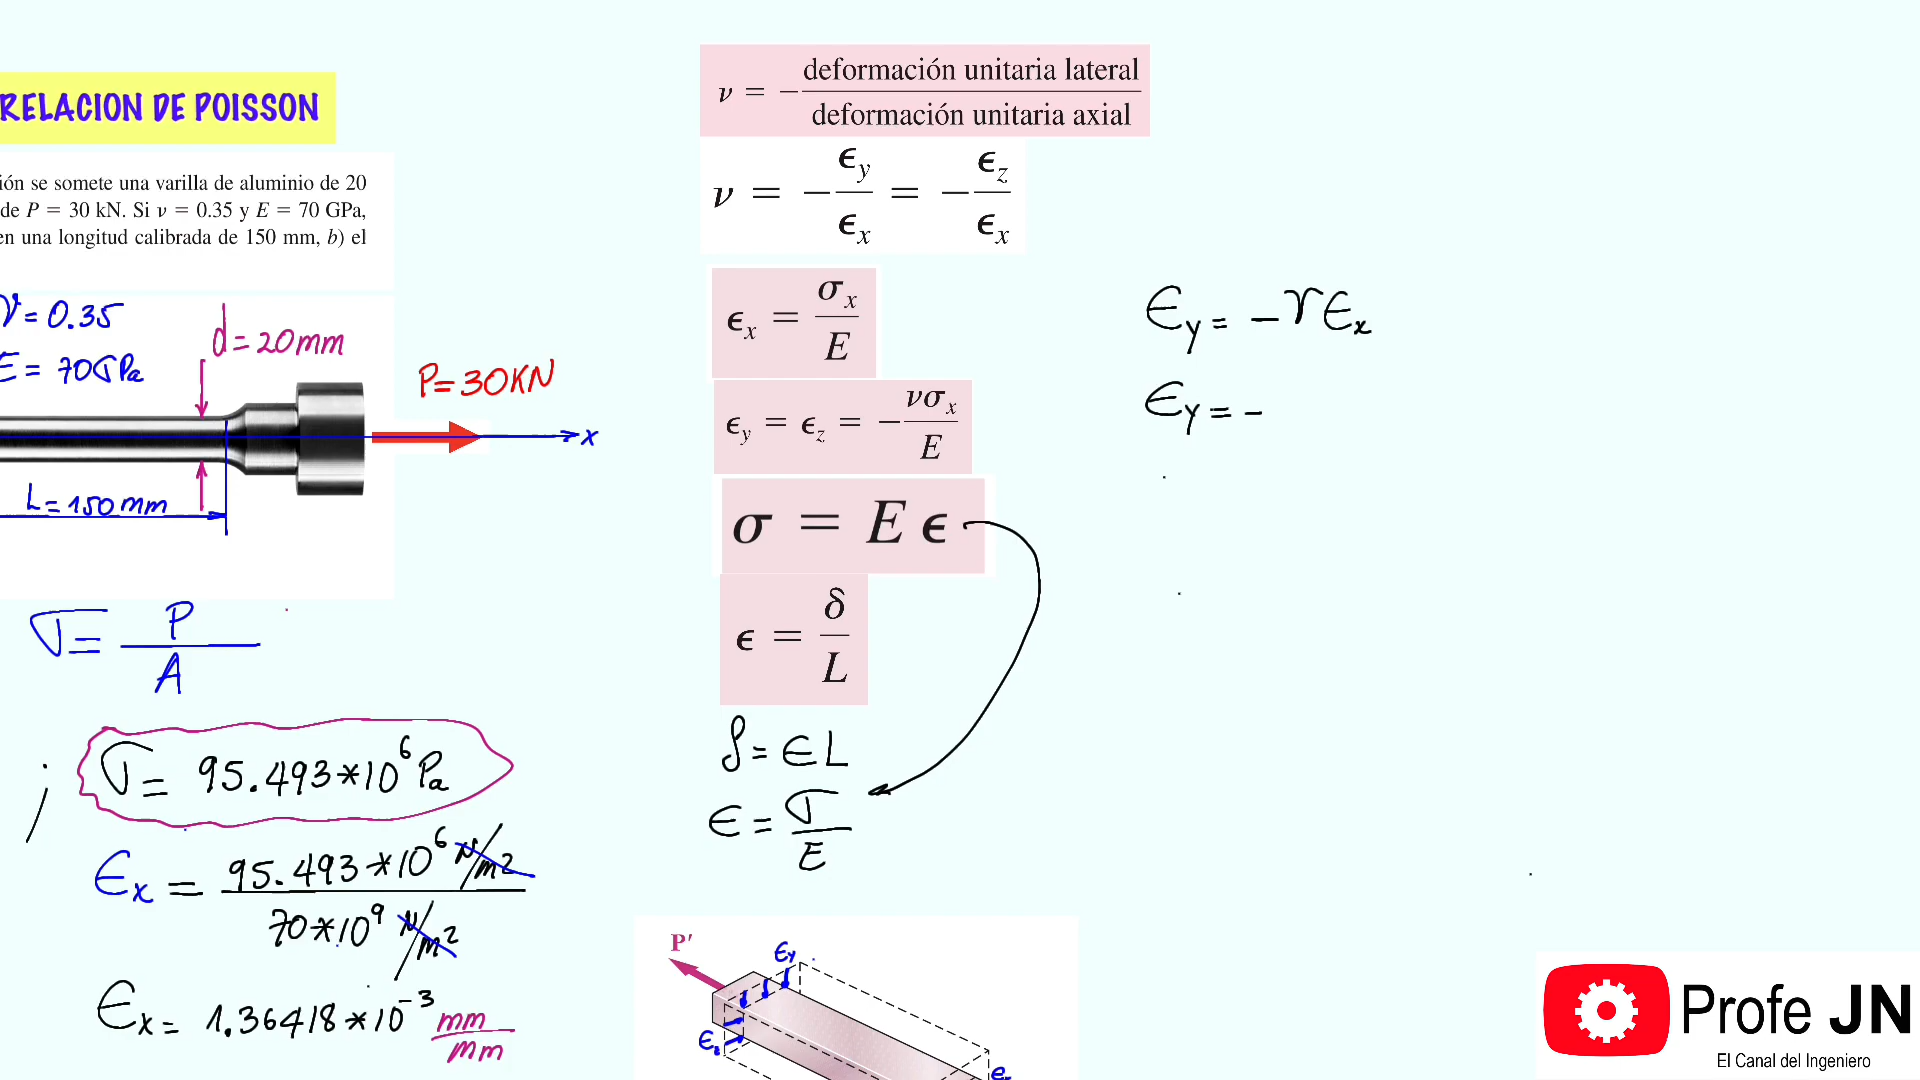 RELACION DE POISSON
ión se somete una varilla de aluminio de 20
de P = 30 kN. Si ν = 0.35 y E = 70 GPa,
en una longitud calibrada de 150 mm, b) el
ν = 0.35
E = 70GPa
d = 20mm
P = 30KN
x
L = 150mm
σ = P / A
;
σ = 95.493*10^6 Pa
ϵx = 95.493*10^6 N/m² / 70*10^9 N/m²
ϵx = 1.36418*10^-3 mm/mm
ν = - deformación unitaria lateral / deformación unitaria axial
ν = - ϵy / ϵx = - ϵz / ϵx
ϵx = σx / E
ϵy = ϵz = - νσx / E
σ = E ϵ
ϵ = δ / L
δ = ϵ L
ϵ = σ / E
P'
ϵy
ϵz
ϵy = - νϵx
ϵy = -
Profe JN
El Canal del Ingeniero